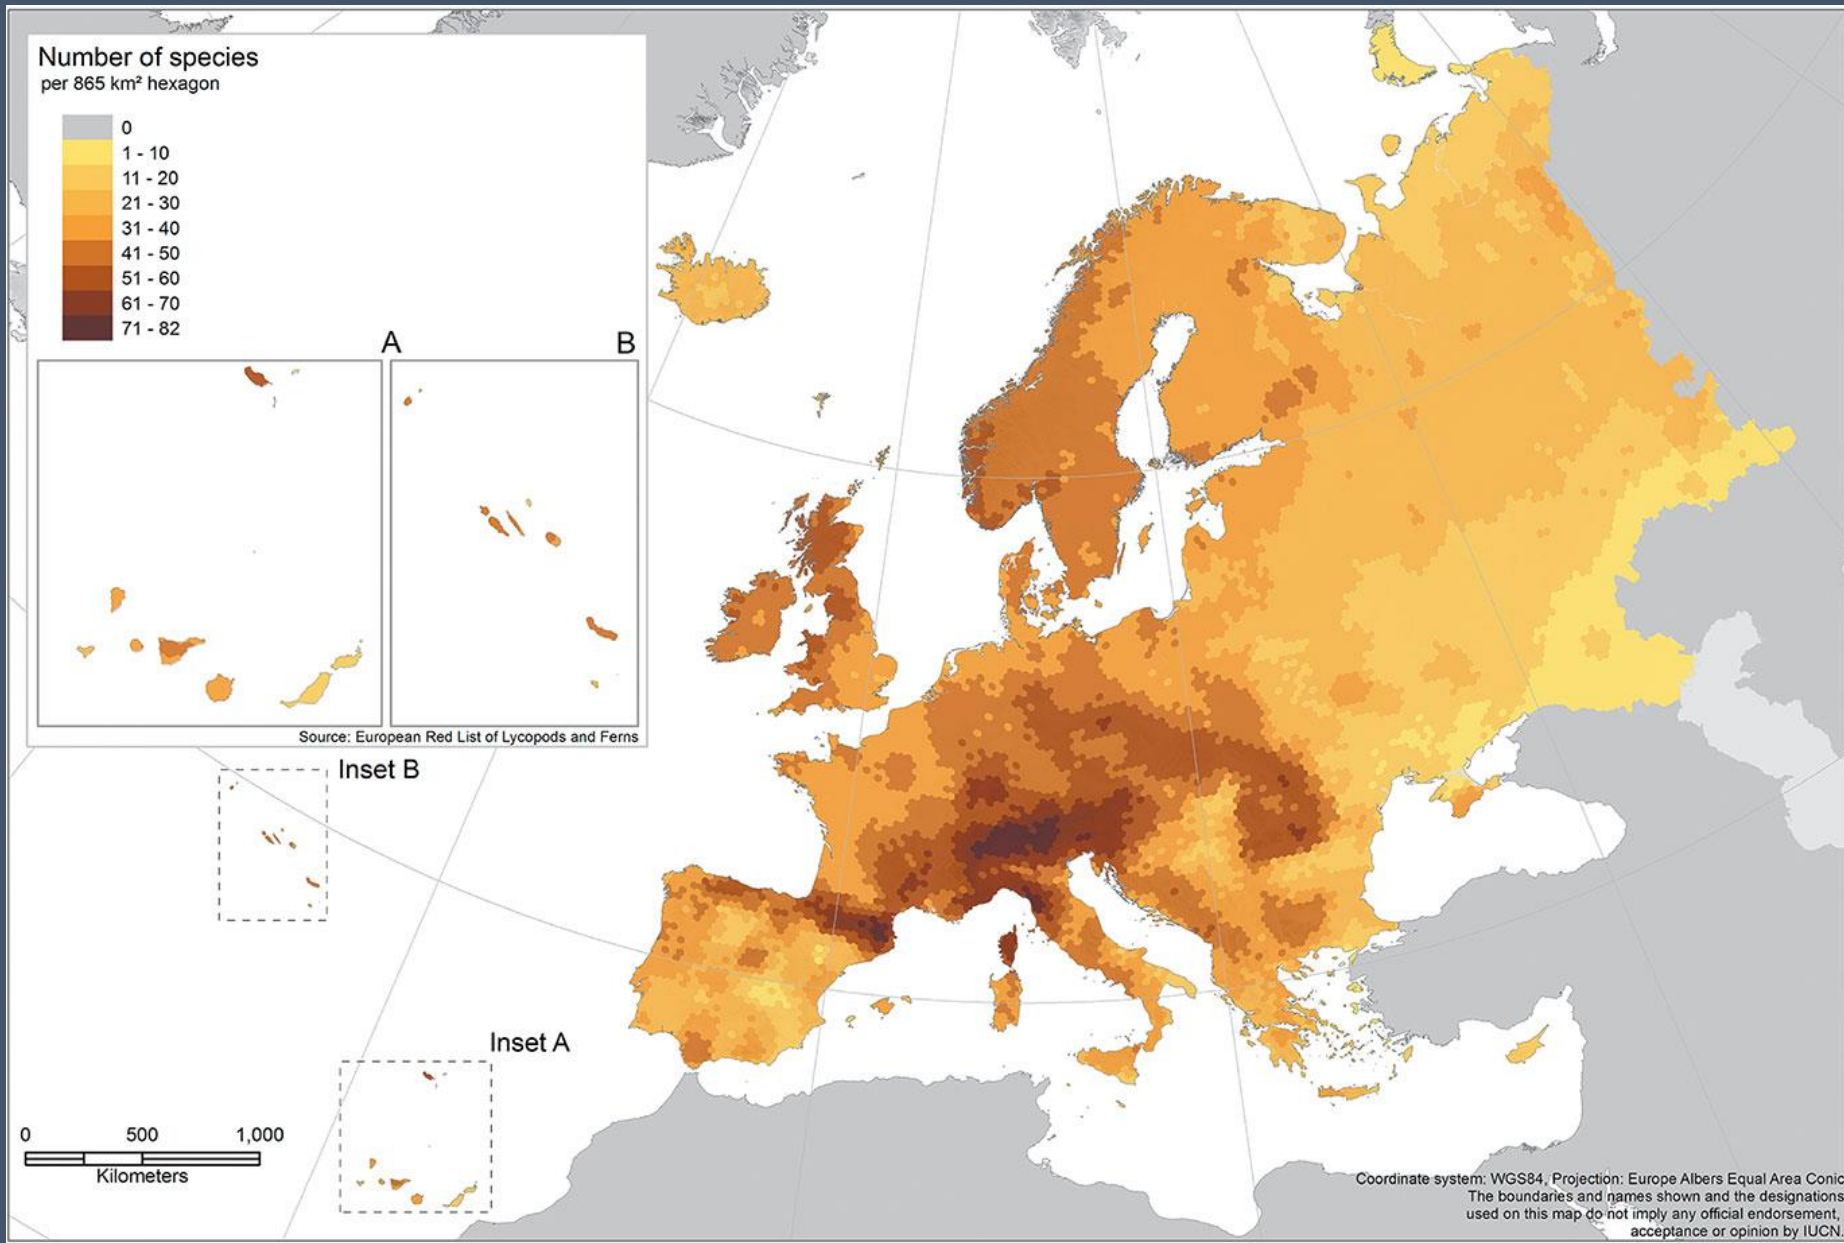 Number of species
per 865 km² hexagon
0
1 - 10
11 - 20
21 - 30
31 - 40
41 - 50
51 - 60
61 - 70
71 - 82
A
B
Source: European Red List of Lycopods and Ferns
Inset B
Inset A
0 500 1,000
Kilometers
Coordinate system: WGS84, Projection: Europe Albers Equal Area Conic
The boundaries and names shown and the designations
used on this map do not imply any official endorsement,
acceptance or opinion by IUCN.